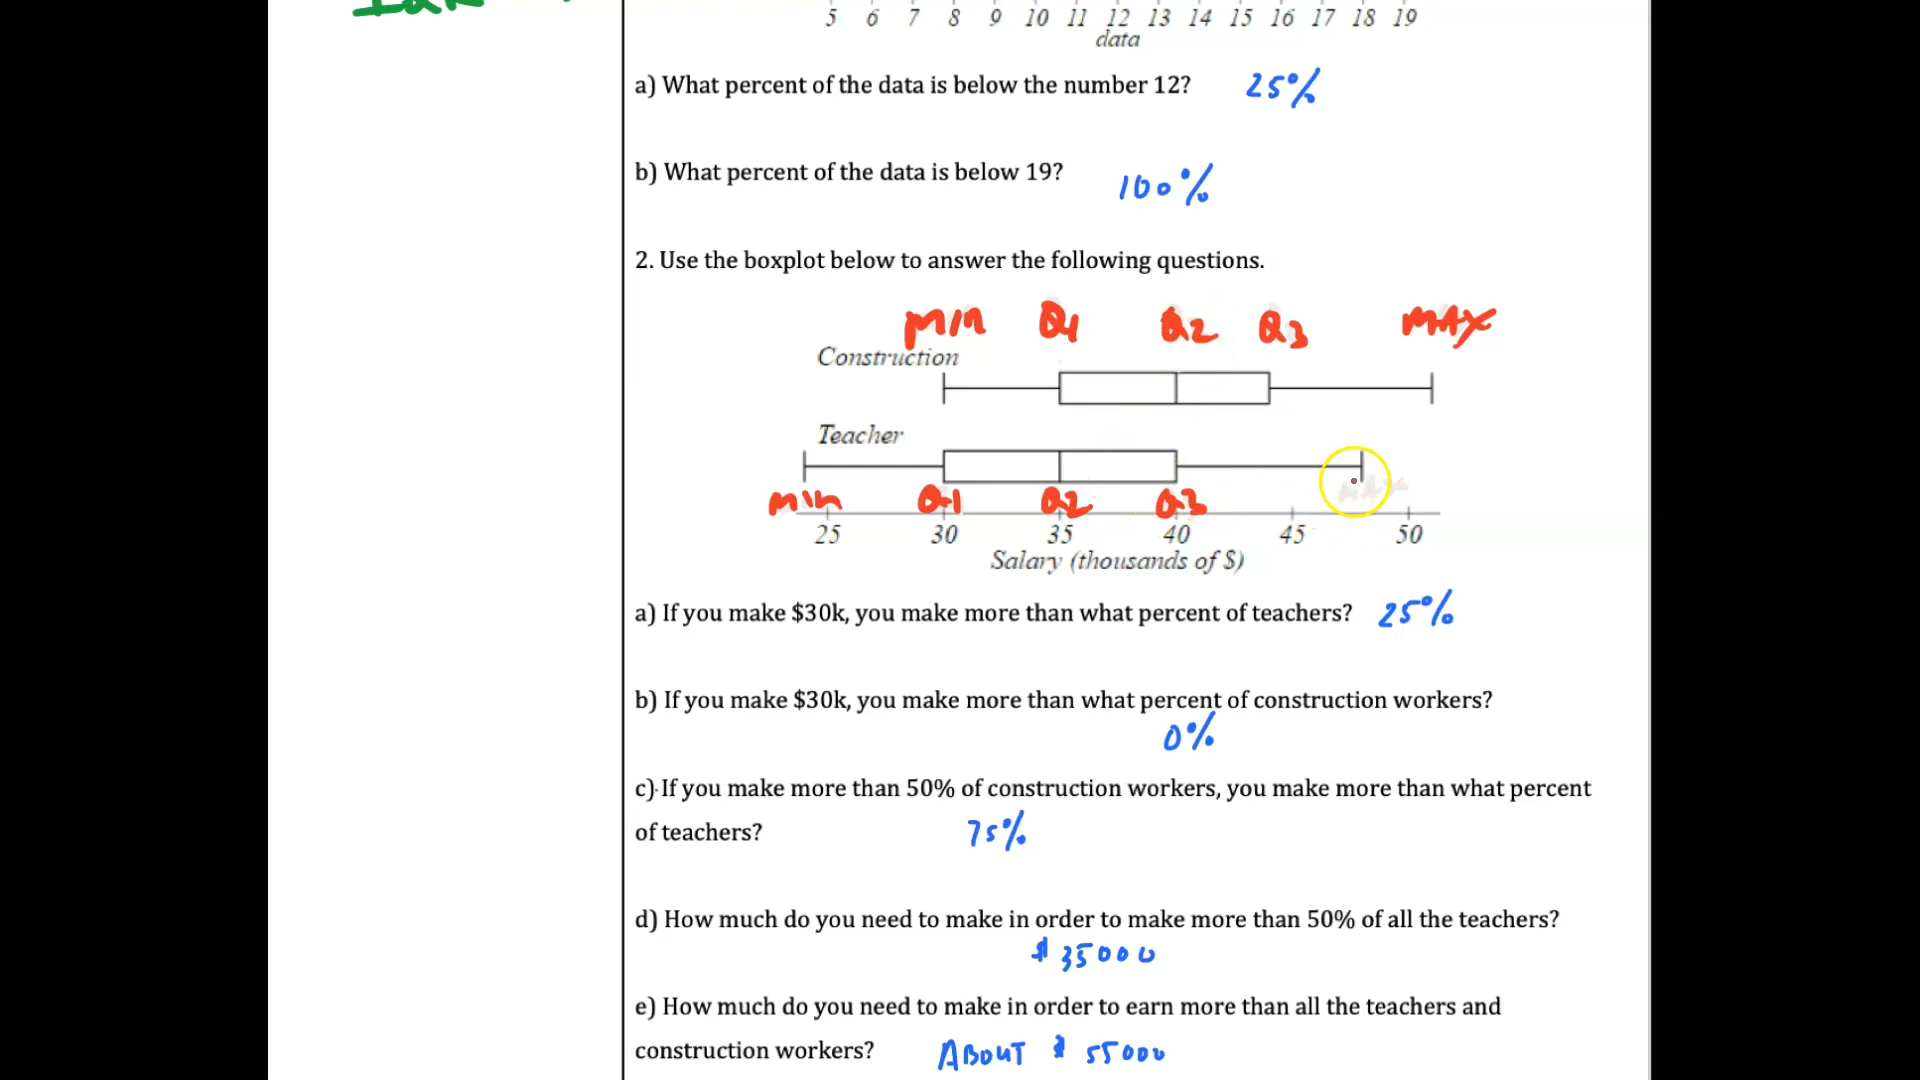 5 6 7 8 9 10 11 12 13 14 15 16 17 18 19
data
a) What percent of the data is below the number 12? 25%
b) What percent of the data is below 19? 100%
2. Use the boxplot below to answer the following questions.
MIN Q1 Q2 Q3 MAX
Construction
Teacher
MIN Q1 Q2 Q3 MAX
25 30 35 40 45 50
Salary (thousands of $)
a) If you make $30k, you make more than what percent of teachers? 25%
b) If you make $30k, you make more than what percent of construction workers?
0%
c) If you make more than 50% of construction workers, you make more than what percent
of teachers? 75%
d) How much do you need to make in order to make more than 50% of all the teachers?
$ 35000
e) How much do you need to make in order to earn more than all the teachers and
construction workers? ABOUT $ 55000